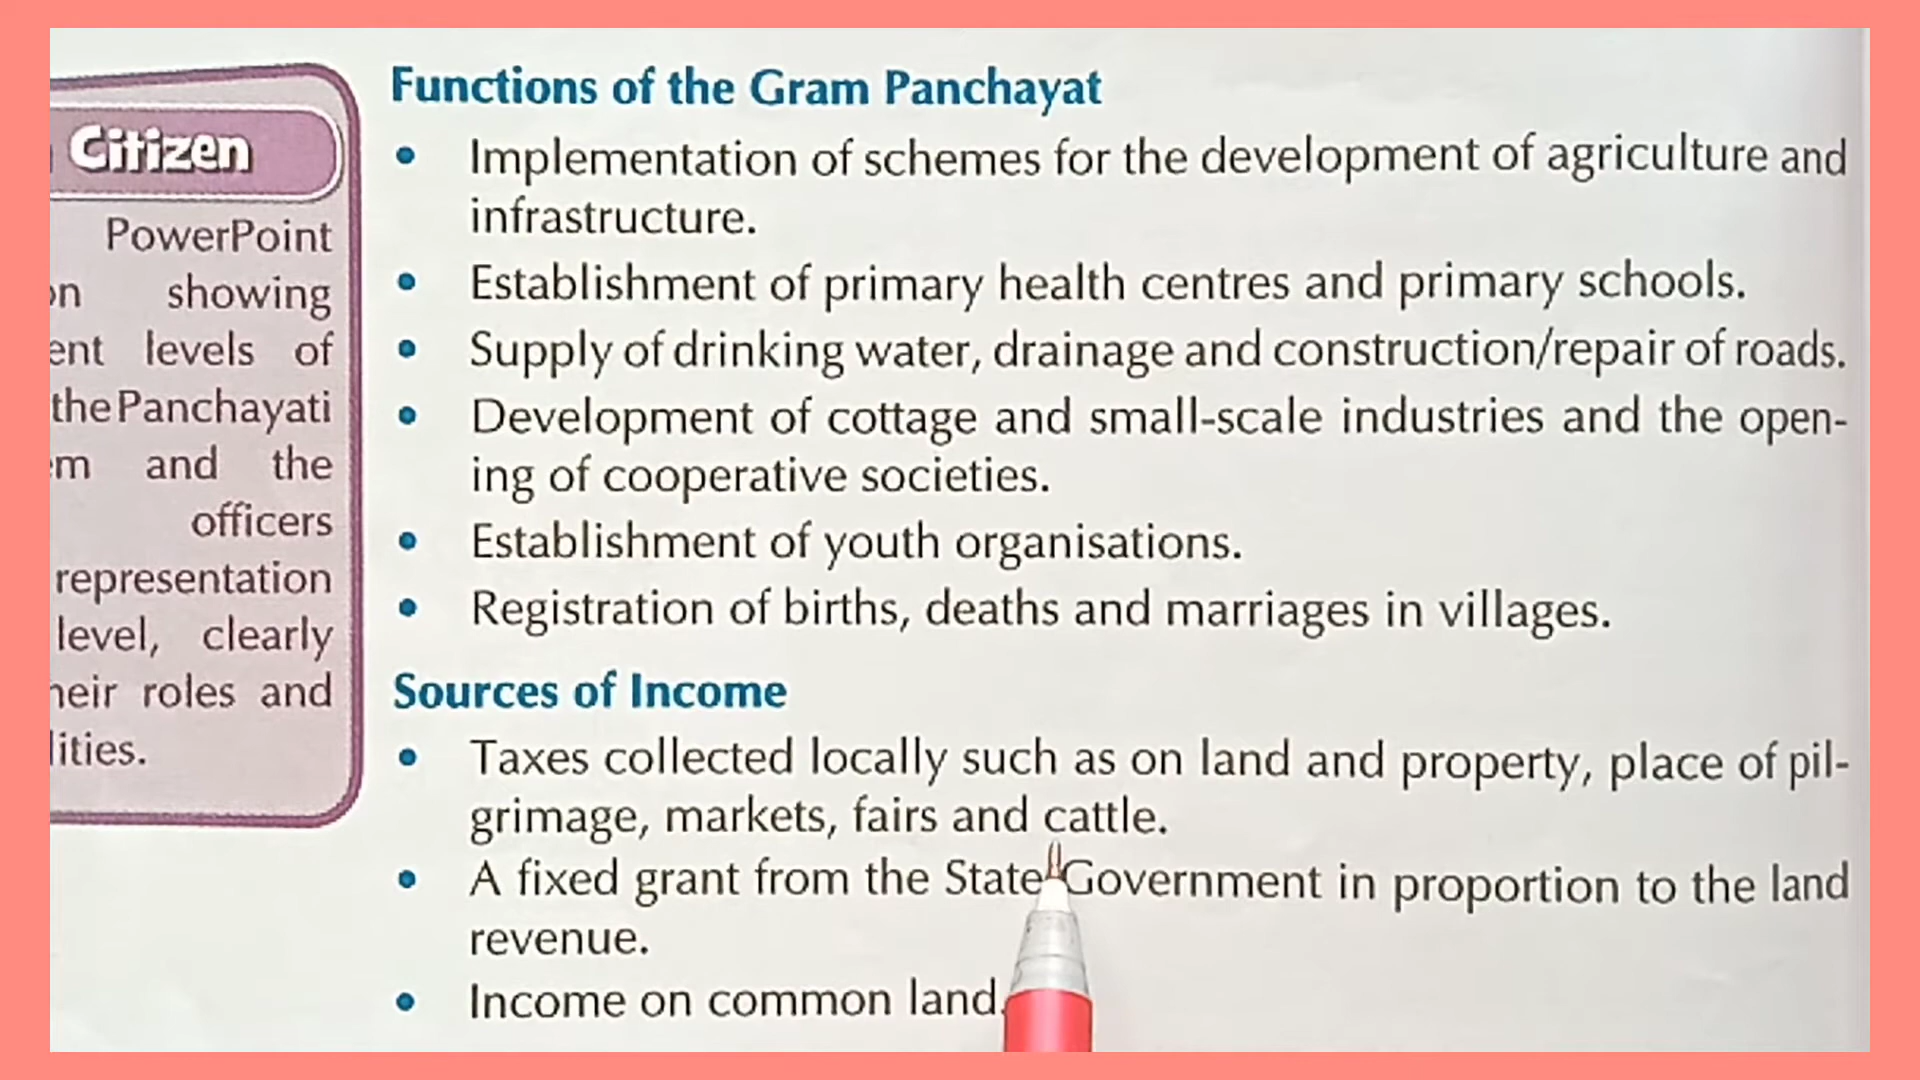 Citizen
PowerPoint
showing
levels of
the Panchayati
and the
officers
representation
level, clearly
roles and
Functions of the Gram Panchayat
• Implementation of schemes for the development of agriculture and
infrastructure.
• Establishment of primary health centres and primary schools.
• Supply of drinking water, drainage and construction/repair of roads.
• Development of cottage and small-scale industries and the open-
ing of cooperative societies.
• Establishment of youth organisations.
• Registration of births, deaths and marriages in villages.
Sources of Income
• Taxes collected locally such as on land and property, place of pil-
grimage, markets, fairs and cattle.
• A fixed grant from the State Government in proportion to the land
revenue.
• Income on common land.